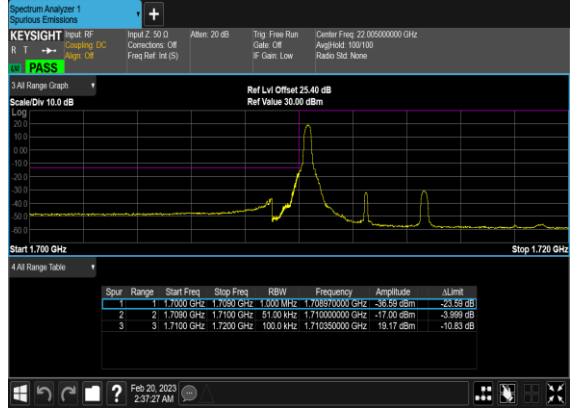 Spectrum Analyzer 1
Spurious Emissions
KEYSIGHT Input: RF Input Z: 50 Ω Atten: 20 dB Trig: Free Run Center Freq: 22.005000000 GHz
R T Coupling: DC Corrections: Off Gate: Off Avg|Hold: 100/100
Align: Off Freq Ref: Int (S) IF Gain: Low Radio Std: None
PASS
3 All Range Graph
Ref Lvl Offset 25.40 dB
Scale/Div 10.0 dB Ref Value 30.00 dBm
Log
20.0
10.0
0.00
-10.0
-20.0
-30.0
-40.0
-50.0
-60.0
Start 1.700 GHz Stop 1.720 GHz
4 All Range Table
Spur Range Start Freq Stop Freq RBW Frequency Amplitude ΔLimit
1 1 1.7000 GHz 1.7090 GHz 1.000 MHz 1.708970000 GHz -36.59 dBm -23.59 dB
2 2 1.7090 GHz 1.7100 GHz 51.00 kHz 1.710000000 GHz -17.00 dBm -3.999 dB
3 3 1.7100 GHz 1.7200 GHz 100.0 kHz 1.710350000 GHz 19.17 dBm -10.83 dB
Feb 20, 2023
2:37:27 AM